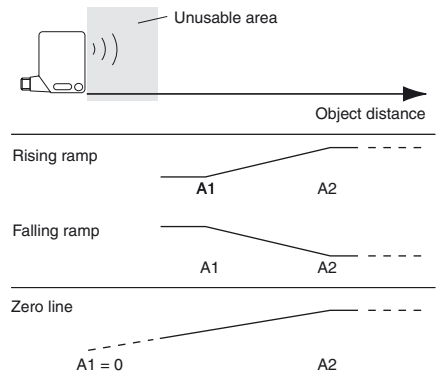 Unusable area
Object distance
Rising ramp
A1 A2
Falling ramp
A1 A2
Zero line
A1 = 0 A2